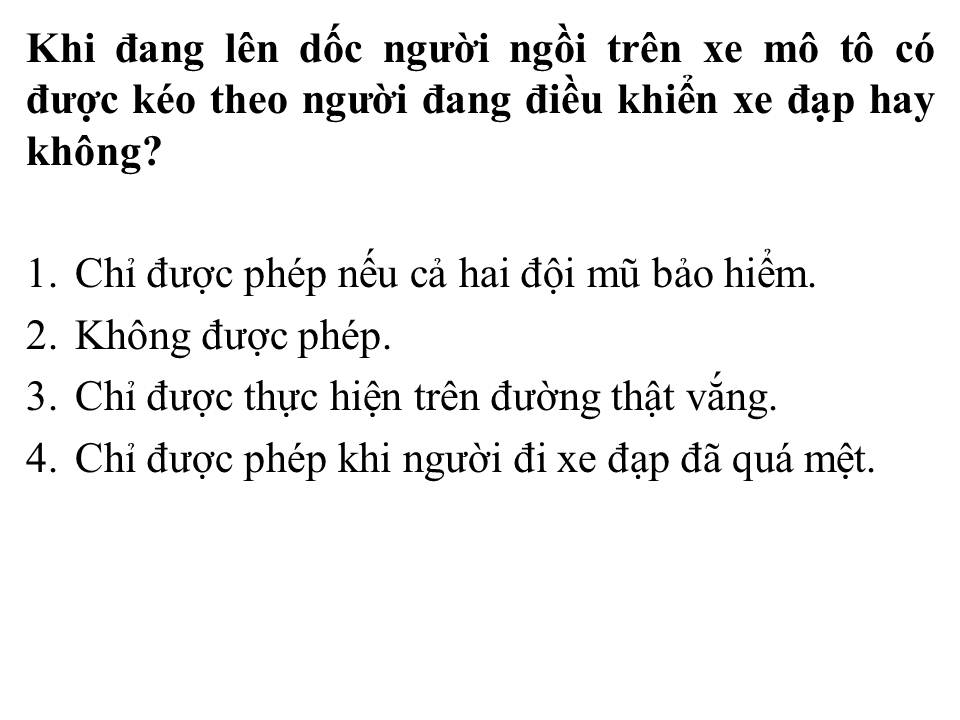 Khi đang lên dốc người ngồi trên xe mô tô có
được kéo theo người đang điều khiển xe đạp hay
không?
1. Chỉ được phép nếu cả hai đội mũ bảo hiểm.
2. Không được phép.
3. Chỉ được thực hiện trên đường thật vắng.
4. Chỉ được phép khi người đi xe đạp đã quá mệt.